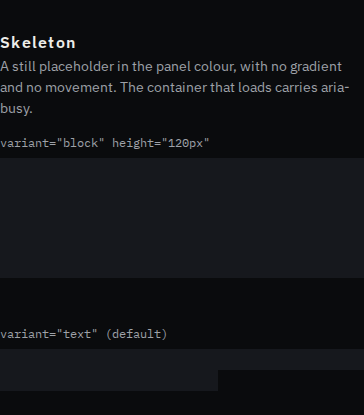 Skeleton
A still placeholder in the panel colour, with no gradient
and no movement. The container that loads carries aria-
busy.
variant="block" height="120px"
variant="text" (default)